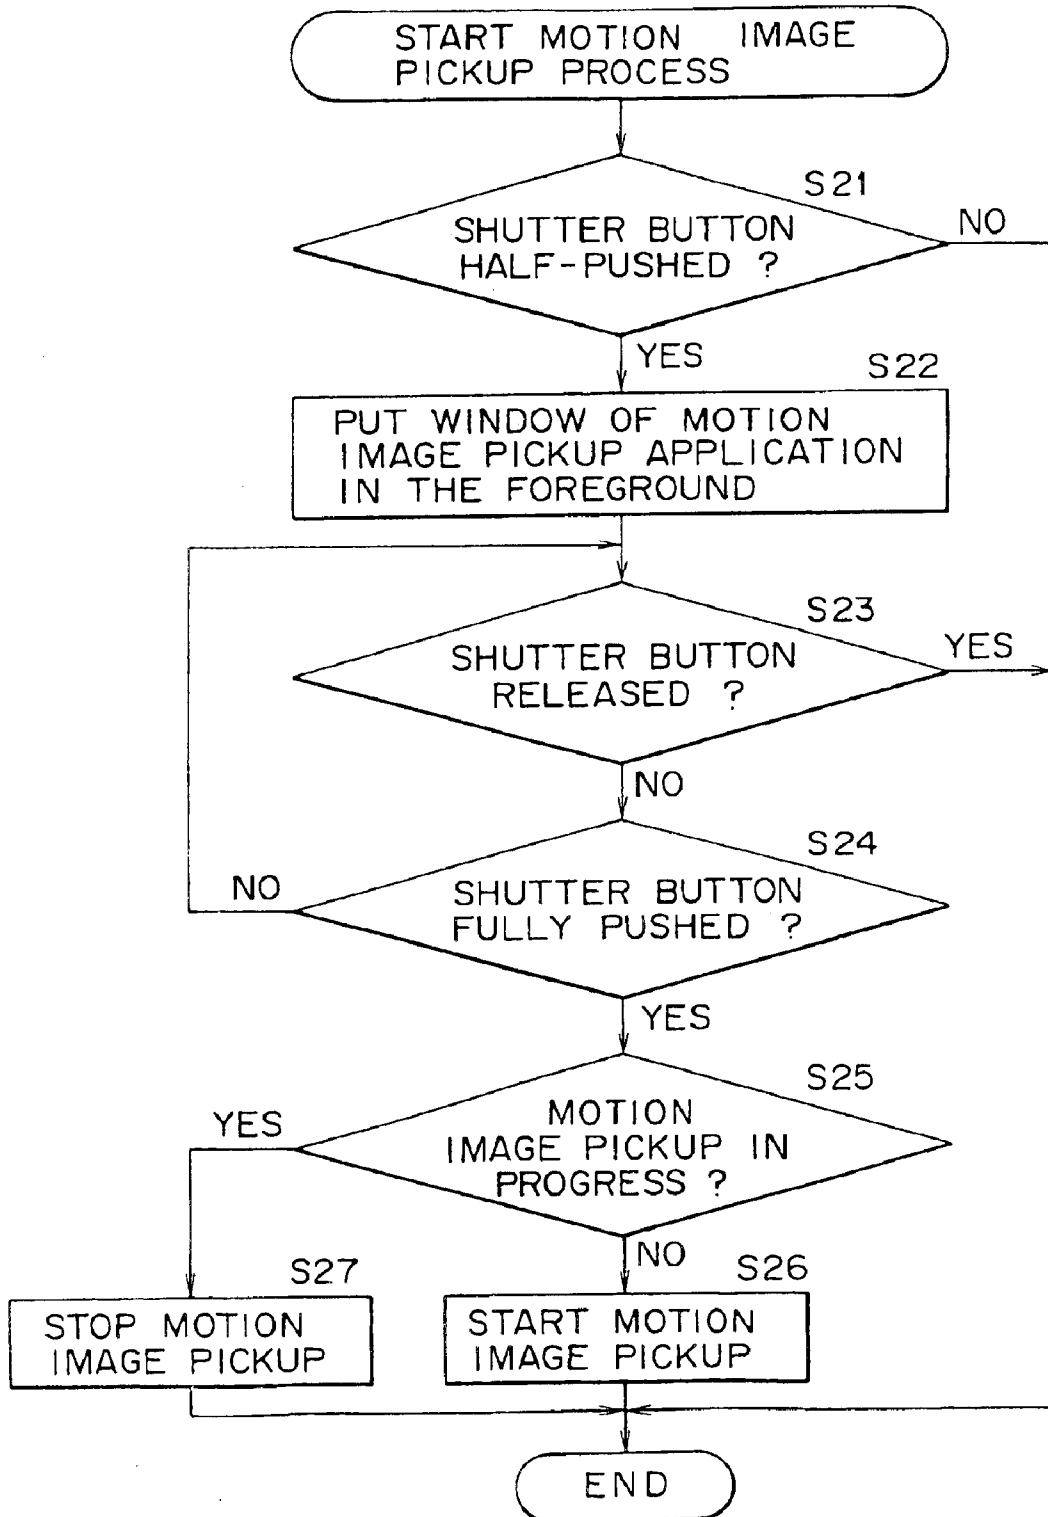 START MOTION IMAGE
PICKUP PROCESS
S21
SHUTTER BUTTON
HALF-PUSHED ?
NO
YES
S22
PUT WINDOW OF MOTION
IMAGE PICKUP APPLICATION
IN THE FOREGROUND
S23
SHUTTER BUTTON
RELEASED ?
YES
NO
S24
SHUTTER BUTTON
FULLY PUSHED ?
NO
YES
S25
MOTION
IMAGE PICKUP IN
PROGRESS ?
YES
NO
S27
STOP MOTION
IMAGE PICKUP
S26
START MOTION
IMAGE PICKUP
END